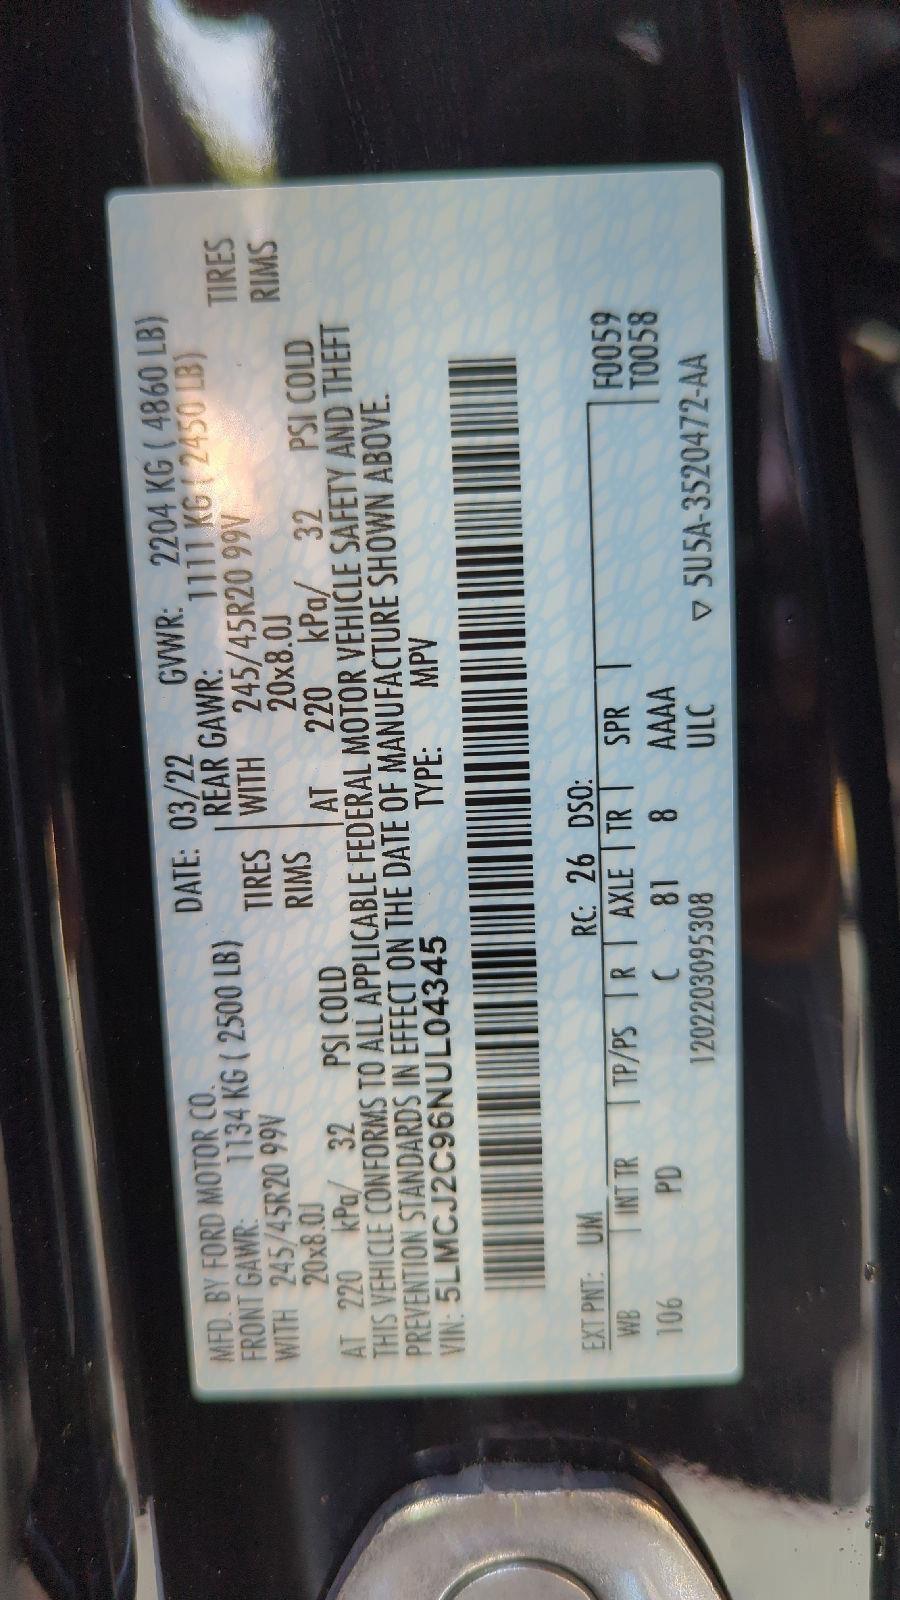 MFD. BY FORD MOTOR CO. DATE: 03/22 GVWR: 2204 KG ( 4860 LB)
FRONT GAWR: 1134 KG ( 2500 LB) REAR GAWR: 1111 KG ( 2450 LB)
WITH 245/45R20 99V TIRES WITH 245/45R20 99V TIRES
20x8.0J RIMS 20x8.0J RIMS
AT 220 kPa/ 32 PSI COLD AT 220 kPa/ 32 PSI COLD
THIS VEHICLE CONFORMS TO ALL APPLICABLE FEDERAL MOTOR VEHICLE SAFETY AND THEFT
PREVENTION STANDARDS IN EFFECT ON THE DATE OF MANUFACTURE SHOWN ABOVE.
VIN: 5LMCJ2C96NUL04345 TYPE: MPV
EXT PNT: UM RC: 26 DSO: F0059
WB INT TR TP/PS R AXLE TR SPR T0058
106 PD C 81 8 AAAA
120220309S308 ULC ▽ 5U5A-3520472-AA